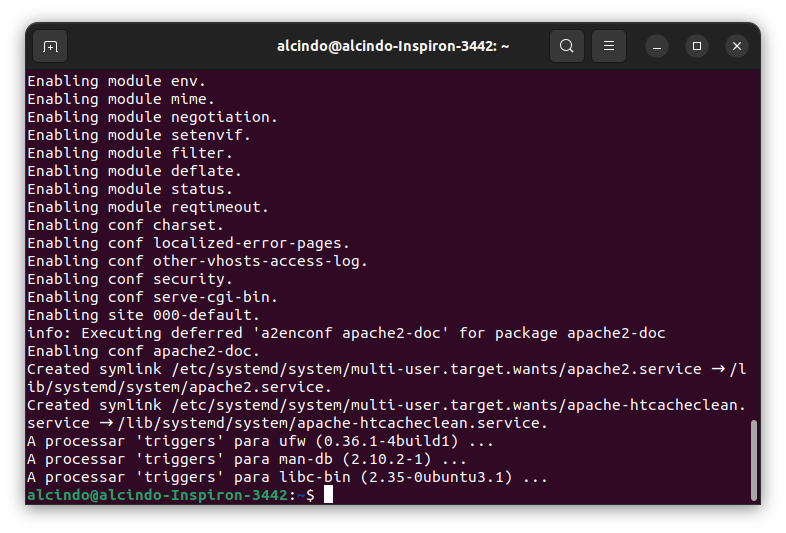 alcindo@alcindo-Inspiron-3442: ~
Enabling module env.
Enabling module mime.
Enabling module negotiation.
Enabling module setenvif.
Enabling module filter.
Enabling module deflate.
Enabling module status.
Enabling module reqtimeout.
Enabling conf charset.
Enabling conf localized-error-pages.
Enabling conf other-vhosts-access-log.
Enabling conf security.
Enabling conf serve-cgi-bin.
Enabling site 000-default.
info: Executing deferred 'a2enconf apache2-doc' for package apache2-doc
Enabling conf apache2-doc.
Created symlink /etc/systemd/system/multi-user.target.wants/apache2.service → /l
ib/systemd/system/apache2.service.
Created symlink /etc/systemd/system/multi-user.target.wants/apache-htcacheclean.
service → /lib/systemd/system/apache-htcacheclean.service.
A processar 'triggers' para ufw (0.36.1-4build1) ...
A processar 'triggers' para man-db (2.10.2-1) ...
A processar 'triggers' para libc-bin (2.35-0ubuntu3.1) ...
alcindo@alcindo-Inspiron-3442:~$